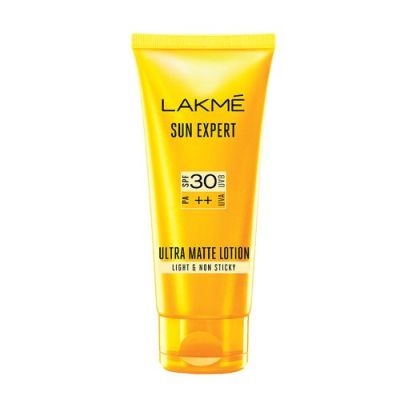 LAKMÉ
SUN EXPERT
SPF 30 UVB
PA ++ UVA
ULTRA MATTE LOTION
LIGHT & NON STICKY